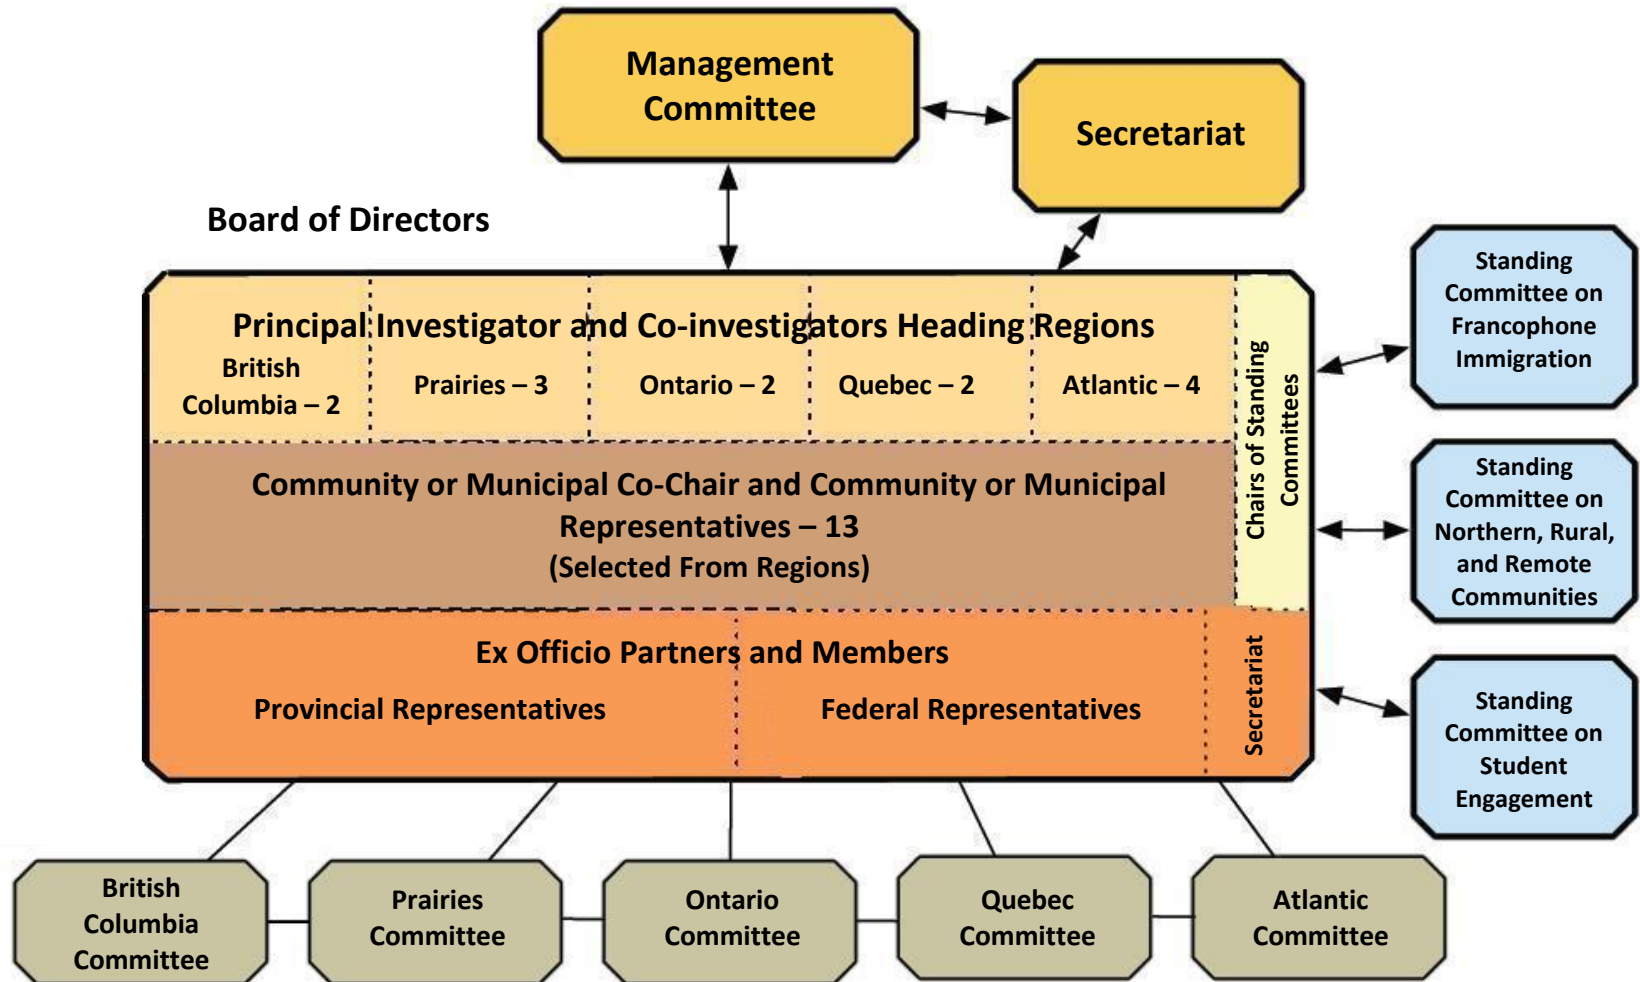 Management
Committee
Secretariat
Board of Directors
Principal Investigator and Co-investigators Heading Regions
British
Columbia – 2
Prairies – 3
Ontario – 2
Quebec – 2
Atlantic – 4
Chairs of Standing
Committees
Community or Municipal Co-Chair and Community or Municipal
Representatives – 13
(Selected From Regions)
Ex Officio Partners and Members
Provincial Representatives
Federal Representatives
Secretariat
Standing
Committee on
Francophone
Immigration
Standing
Committee on
Northern, Rural,
and Remote
Communities
Standing
Committee on
Student
Engagement
British
Columbia
Committee
Prairies
Committee
Ontario
Committee
Quebec
Committee
Atlantic
Committee